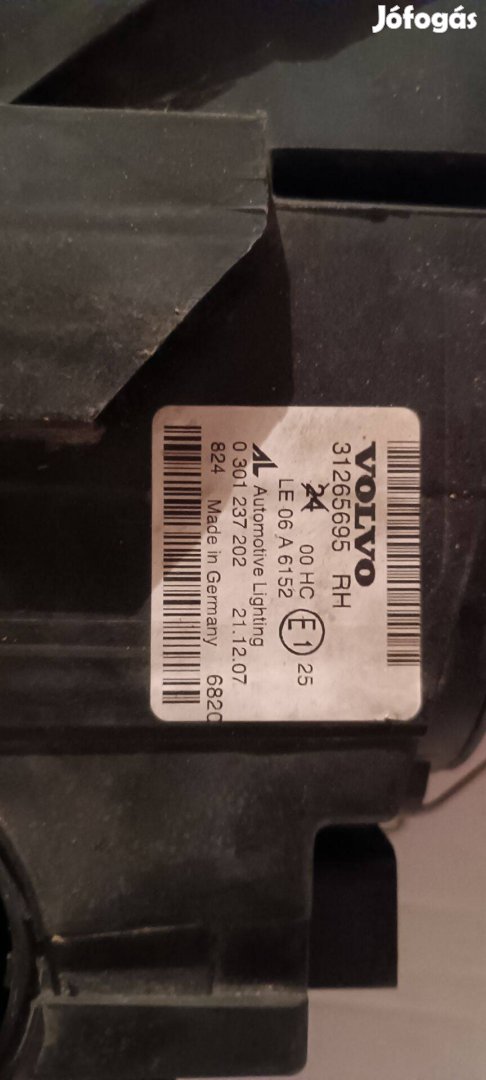 Jófogás
VOLVO
31265695 RH
24 00 HC E1 25
LE 06 A 6152
AL Automotive Lighting
0 301 237 202 21.12.07
824 Made in Germany 6820